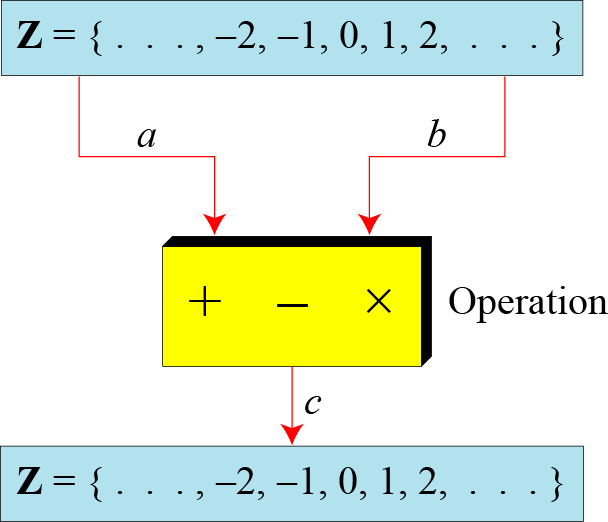 Z = { . . . , –2, –1, 0, 1, 2, . . . }
a b
+ – × Operation
c
Z = { . . . , –2, –1, 0, 1, 2, . . . }